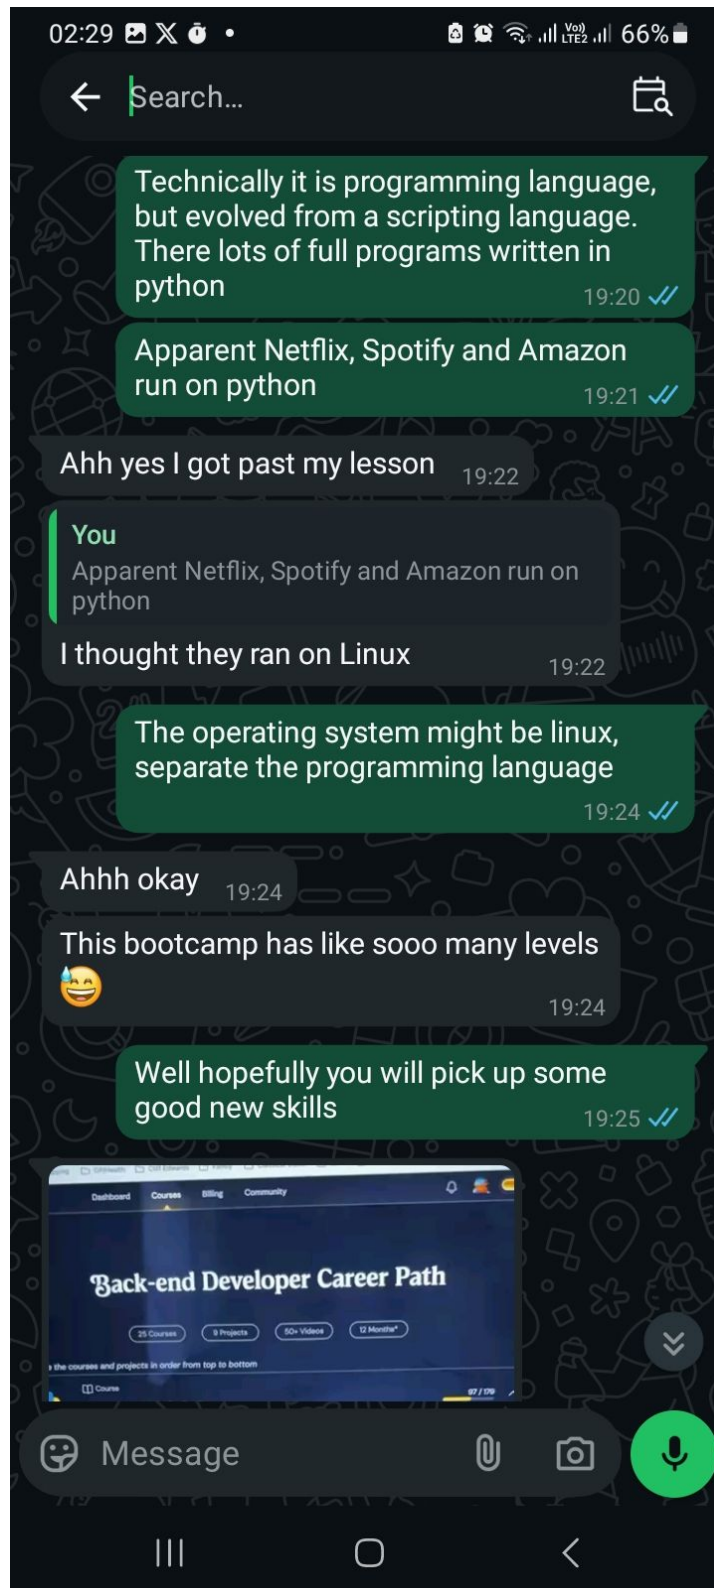 02:29
Vo))
LTE2
66%
Search...
Technically it is programming language,
but evolved from a scripting language.
There lots of full programs written in
python
19:20
Apparent Netflix, Spotify and Amazon
run on python
19:21
Ahh yes I got past my lesson
19:22
You
Apparent Netflix, Spotify and Amazon run on
python
I thought they ran on Linux
19:22
The operating system might be linux,
separate the programming language
19:24
Ahhh okay
19:24
This bootcamp has like sooo many levels
😅
19:24
Well hopefully you will pick up some
good new skills
19:25
Dashboard Courses Billing Community
Back-end Developer Career Path
25 Courses 9 Projects 50+ Videos 12 Months*
the courses and projects in order from top to bottom
Course
97 / 179
Message